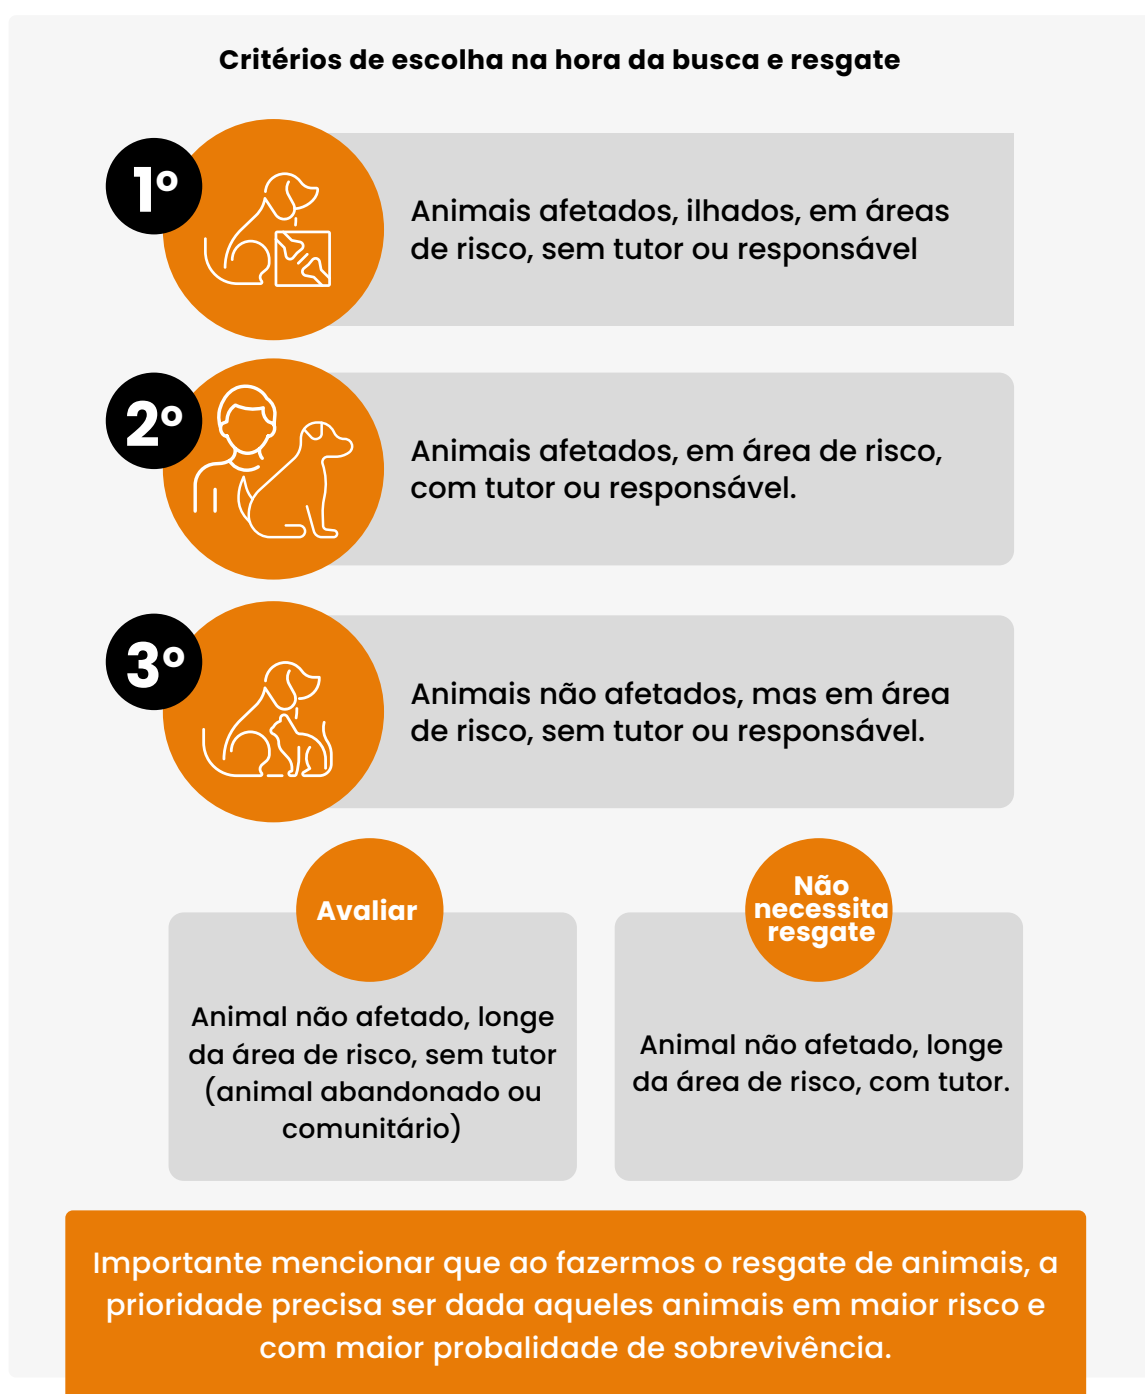 Critérios de escolha na hora da busca e resgate
1º
Animais afetados, ilhados, em áreas
de risco, sem tutor ou responsável
2º
Animais afetados, em área de risco,
com tutor ou responsável.
3º
Animais não afetados, mas em área
de risco, sem tutor ou responsável.
Avaliar
Animal não afetado, longe
da área de risco, sem tutor
(animal abandonado ou
comunitário)
Não
necessita
resgate
Animal não afetado, longe
da área de risco, com tutor.
Importante mencionar que ao fazermos o resgate de animais, a
prioridade precisa ser dada aqueles animais em maior risco e
com maior probalidade de sobrevivência.